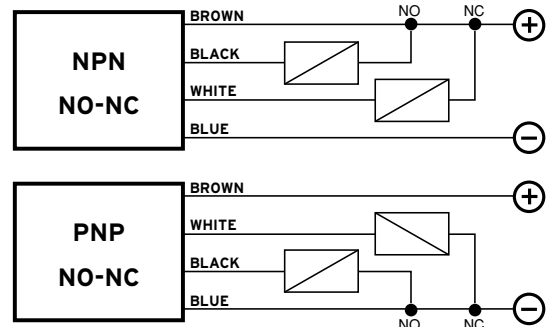 BROWN
NO
NC
+
NPN
BLACK
NO-NC
WHITE
BLUE
−
BROWN
+
PNP
WHITE
NO-NC
BLACK
BLUE
−
NO
NC